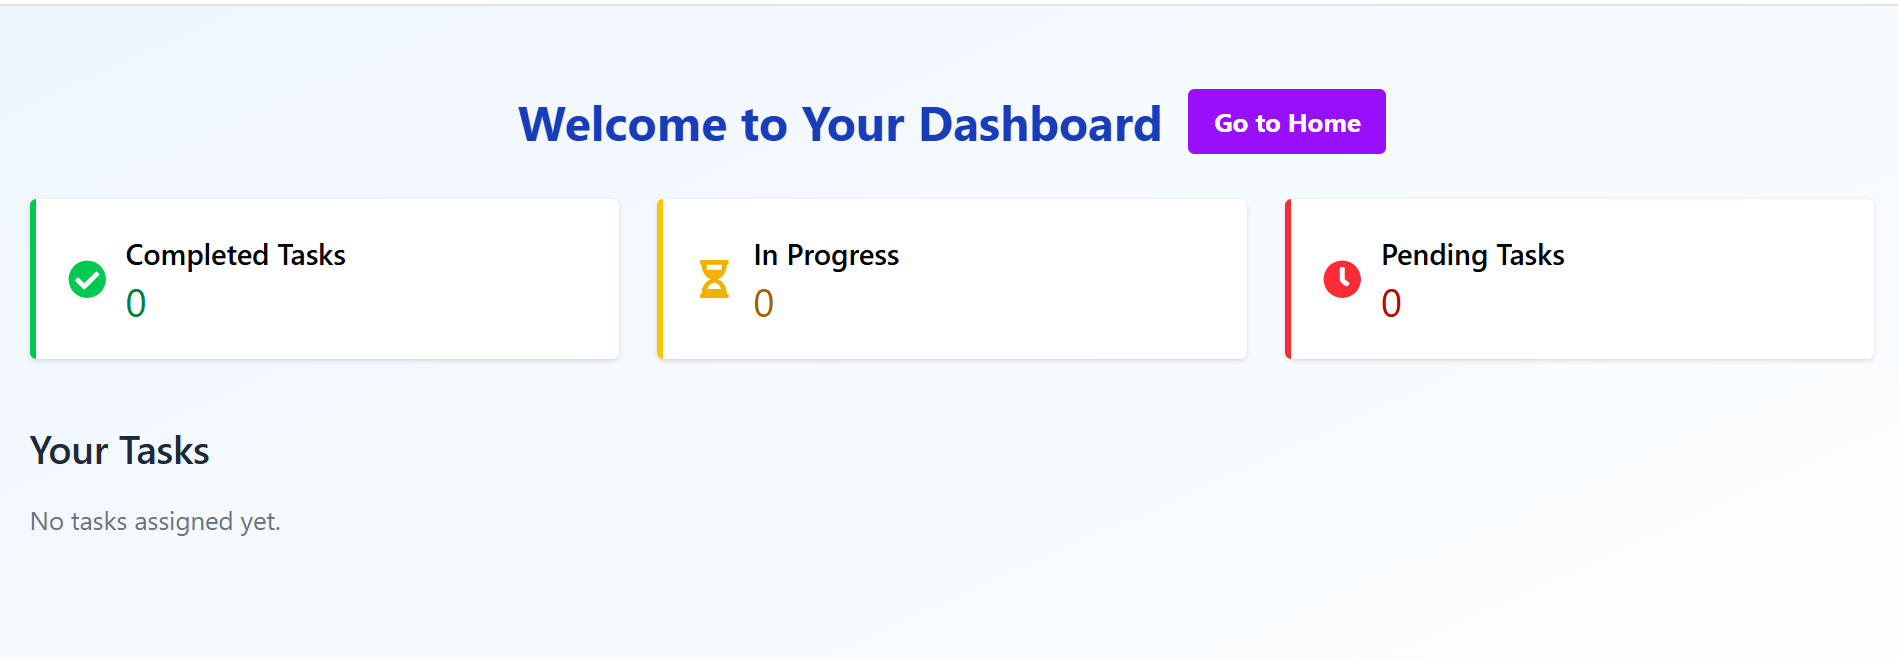 Welcome to Your Dashboard Go to Home
Completed Tasks
0
In Progress
0
Pending Tasks
0
Your Tasks
No tasks assigned yet.